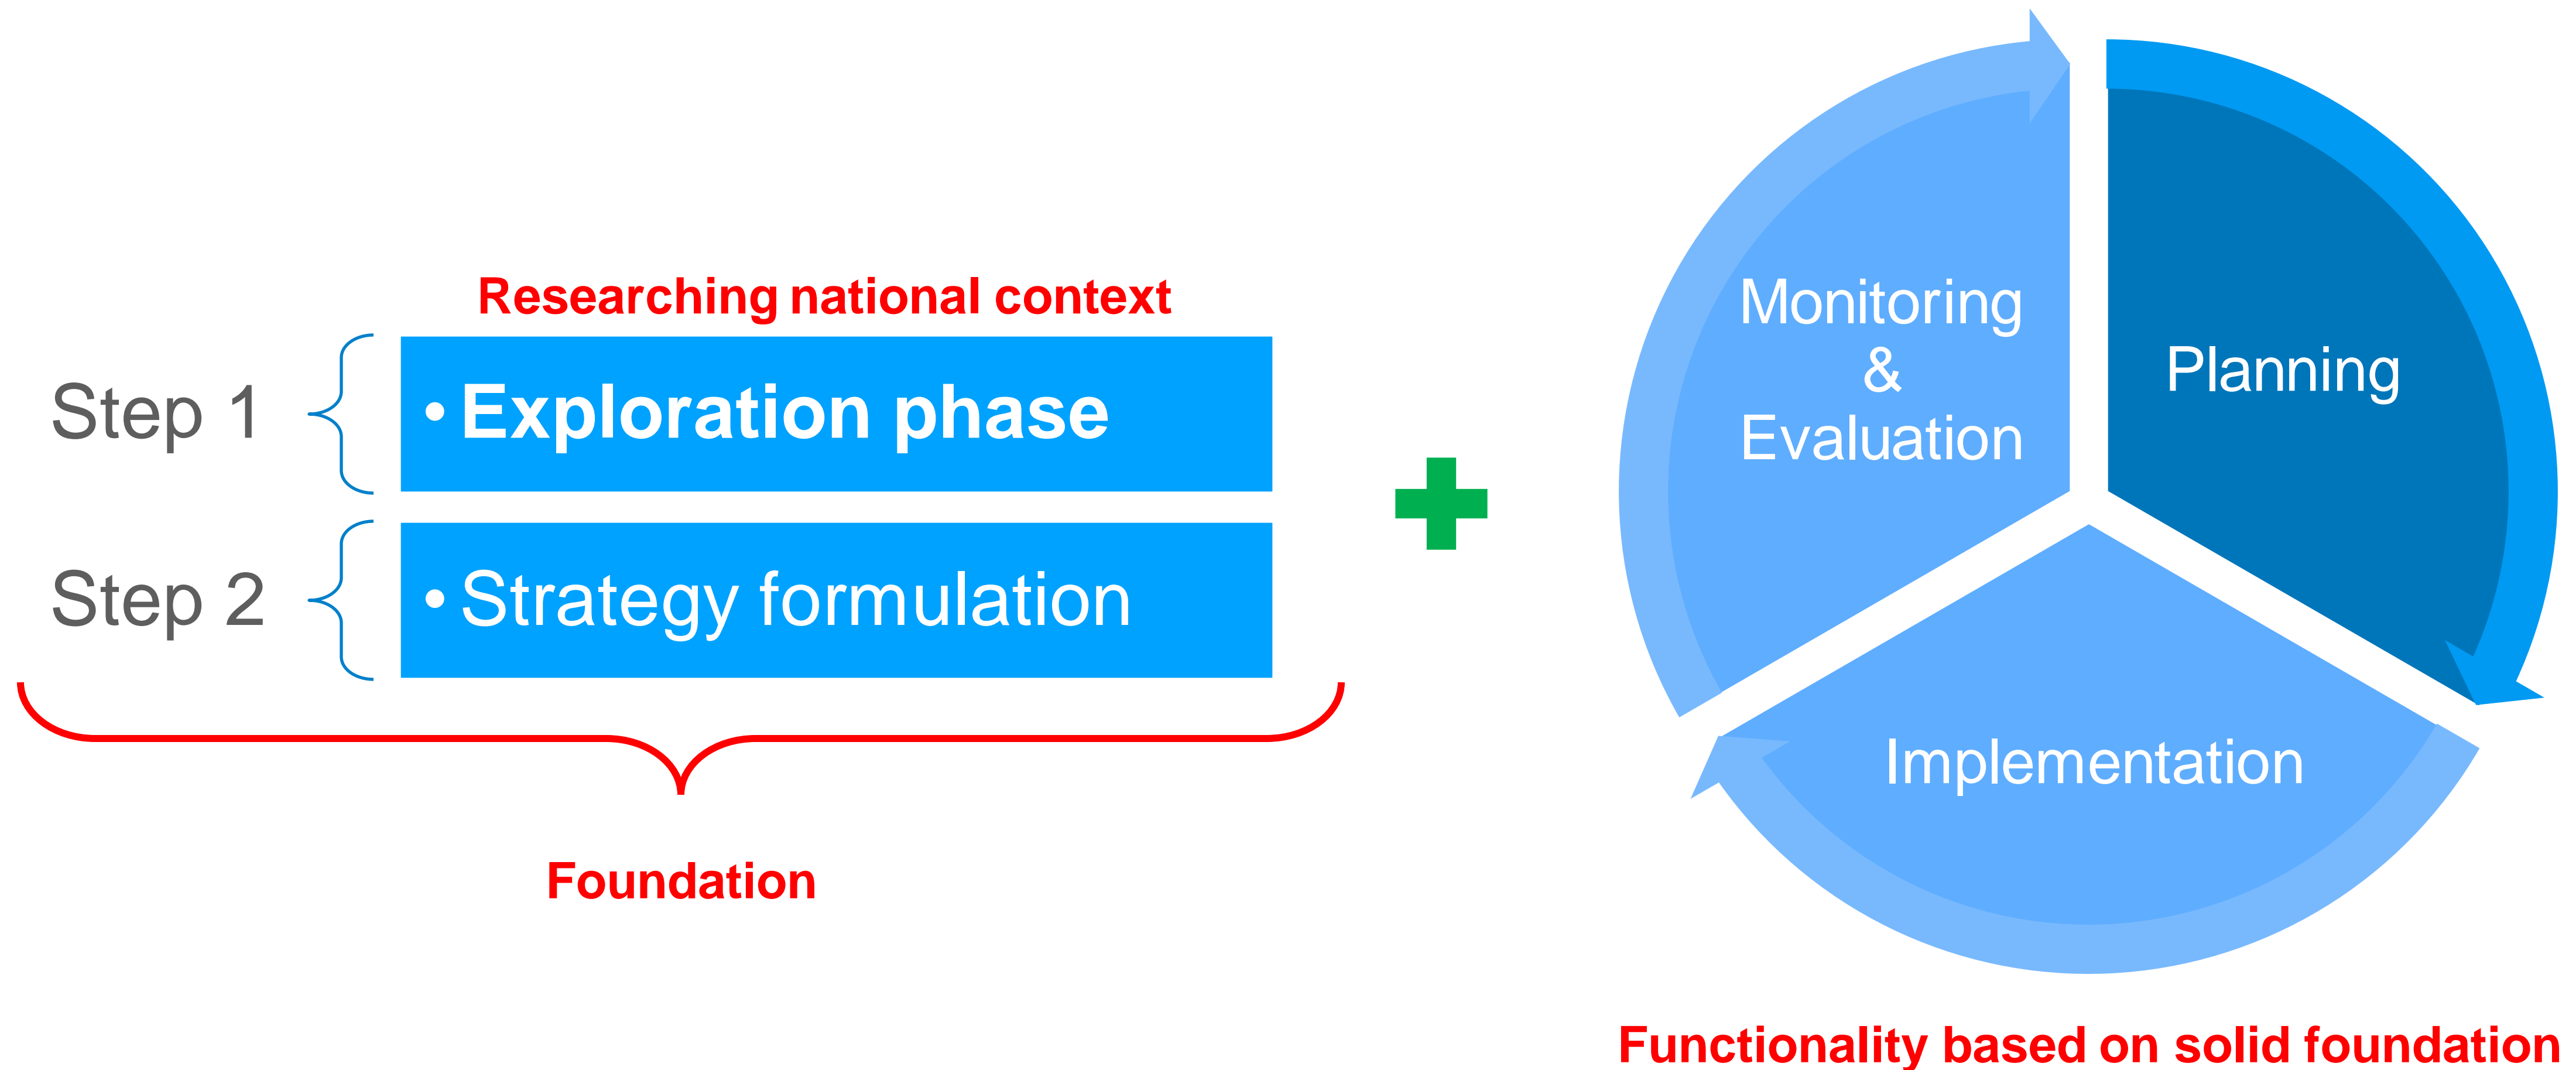 Researching national context
Step 1
• Exploration phase
Step 2
• Strategy formulation
Foundation
Monitoring
&
Evaluation
Planning
Implementation
Functionality based on solid foundation